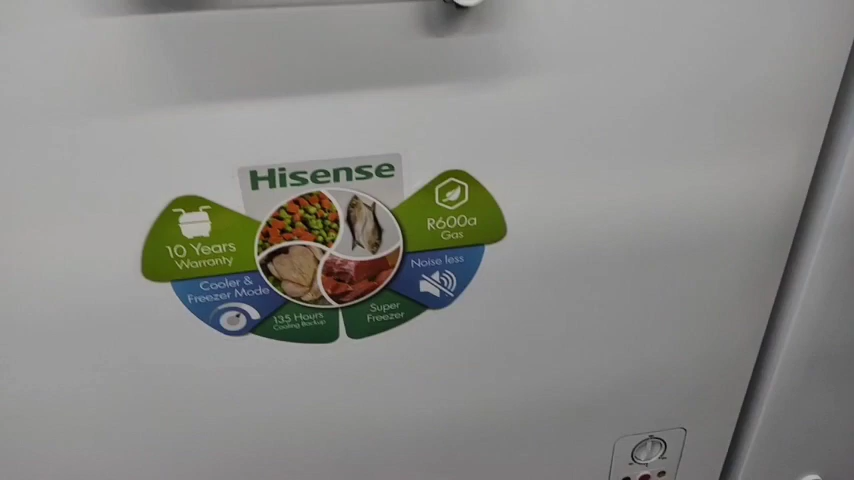 Hisense
10 Years
Warranty
R600a
Gas
Cooler &
Freezer Mode
Noise less
135 Hours
Cooling Backup
Super
Freezer